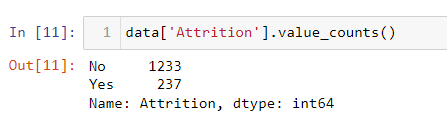 In [11]: 1 data['Attrition'].value_counts()
Out[11]: No     1233
Yes     237
Name: Attrition, dtype: int64